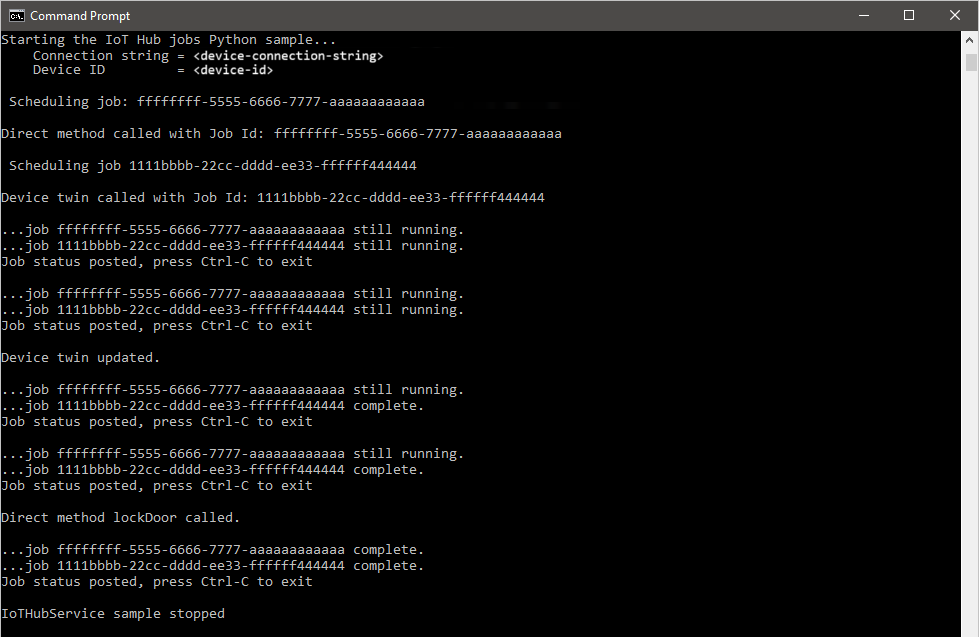 Command Prompt
Starting the IoT Hub jobs Python sample...
    Connection string = <device-connection-string>
    Device ID         = <device-id>
 Scheduling job: ffffffff-5555-6666-7777-aaaaaaaaaaaa
Direct method called with Job Id: ffffffff-5555-6666-7777-aaaaaaaaaaaa
 Scheduling job 1111bbbb-22cc-dddd-ee33-ffffff444444
Device twin called with Job Id: 1111bbbb-22cc-dddd-ee33-ffffff444444
...job ffffffff-5555-6666-7777-aaaaaaaaaaaa still running.
...job 1111bbbb-22cc-dddd-ee33-ffffff444444 still running.
Job status posted, press Ctrl-C to exit
...job ffffffff-5555-6666-7777-aaaaaaaaaaaa still running.
...job 1111bbbb-22cc-dddd-ee33-ffffff444444 still running.
Job status posted, press Ctrl-C to exit
Device twin updated.
...job ffffffff-5555-6666-7777-aaaaaaaaaaaa still running.
...job 1111bbbb-22cc-dddd-ee33-ffffff444444 complete.
Job status posted, press Ctrl-C to exit
...job ffffffff-5555-6666-7777-aaaaaaaaaaaa still running.
...job 1111bbbb-22cc-dddd-ee33-ffffff444444 complete.
Job status posted, press Ctrl-C to exit
Direct method lockDoor called.
...job ffffffff-5555-6666-7777-aaaaaaaaaaaa complete.
...job 1111bbbb-22cc-dddd-ee33-ffffff444444 complete.
Job status posted, press Ctrl-C to exit
IoTHubService sample stopped